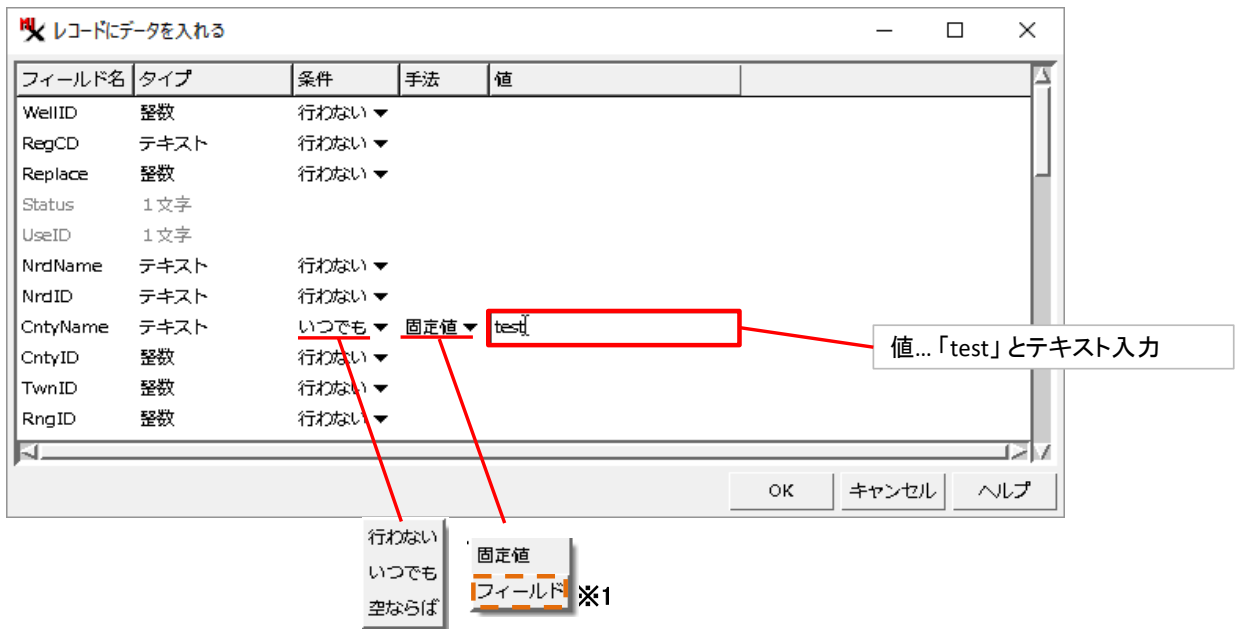 レコードにデータを入れる
フィールド名 タイプ 条件 手法 値
WellID 整数 行わない
RegCD テキスト 行わない
Replace 整数 行わない
Status 1文字
UseID 1文字
NrdName テキスト 行わない
NrdID テキスト 行わない
CntyName テキスト いつでも 固定値 test
値…「test」とテキスト入力
CntyID 整数 行わない
TwnID 整数 行わない
RngID 整数 行わない
OK キャンセル ヘルプ
行わない
いつでも
空ならば
固定値
フィールド ※1